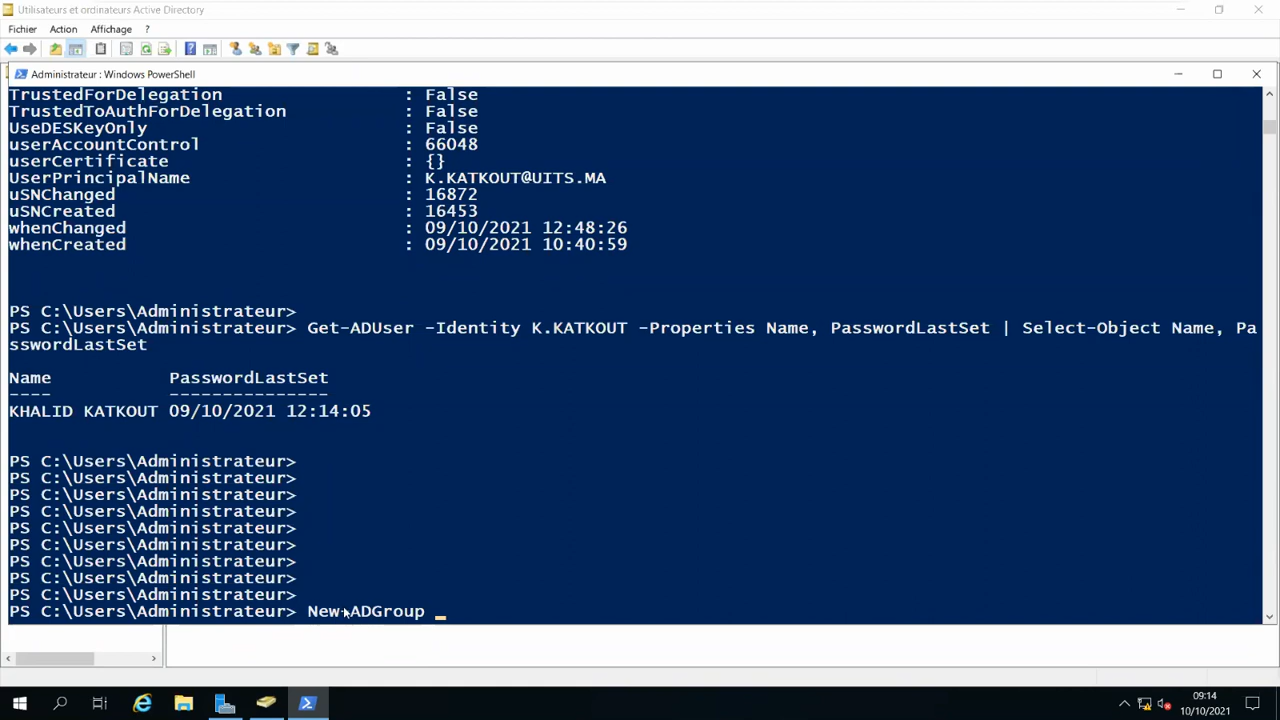 Utilisateurs et ordinateurs Active Directory
Fichier Action Affichage ?
Administrateur : Windows PowerShell
TrustedForDelegation : False
TrustedToAuthForDelegation : False
UseDESKeyOnly : False
userAccountControl : 66048
userCertificate : {}
UserPrincipalName : K.KATKOUT@UITS.MA
uSNChanged : 16872
uSNCreated : 16453
whenChanged : 09/10/2021 12:48:26
whenCreated : 09/10/2021 10:40:59
PS C:\Users\Administrateur>
PS C:\Users\Administrateur> Get-ADUser -Identity K.KATKOUT -Properties Name, PasswordLastSet | Select-Object Name, Pa
sswordLastSet
Name PasswordLastSet
---- ---------------
KHALID KATKOUT 09/10/2021 12:14:05
PS C:\Users\Administrateur>
PS C:\Users\Administrateur>
PS C:\Users\Administrateur>
PS C:\Users\Administrateur>
PS C:\Users\Administrateur>
PS C:\Users\Administrateur>
PS C:\Users\Administrateur>
PS C:\Users\Administrateur>
PS C:\Users\Administrateur>
PS C:\Users\Administrateur> New-ADGroup _
09:14
10/10/2021